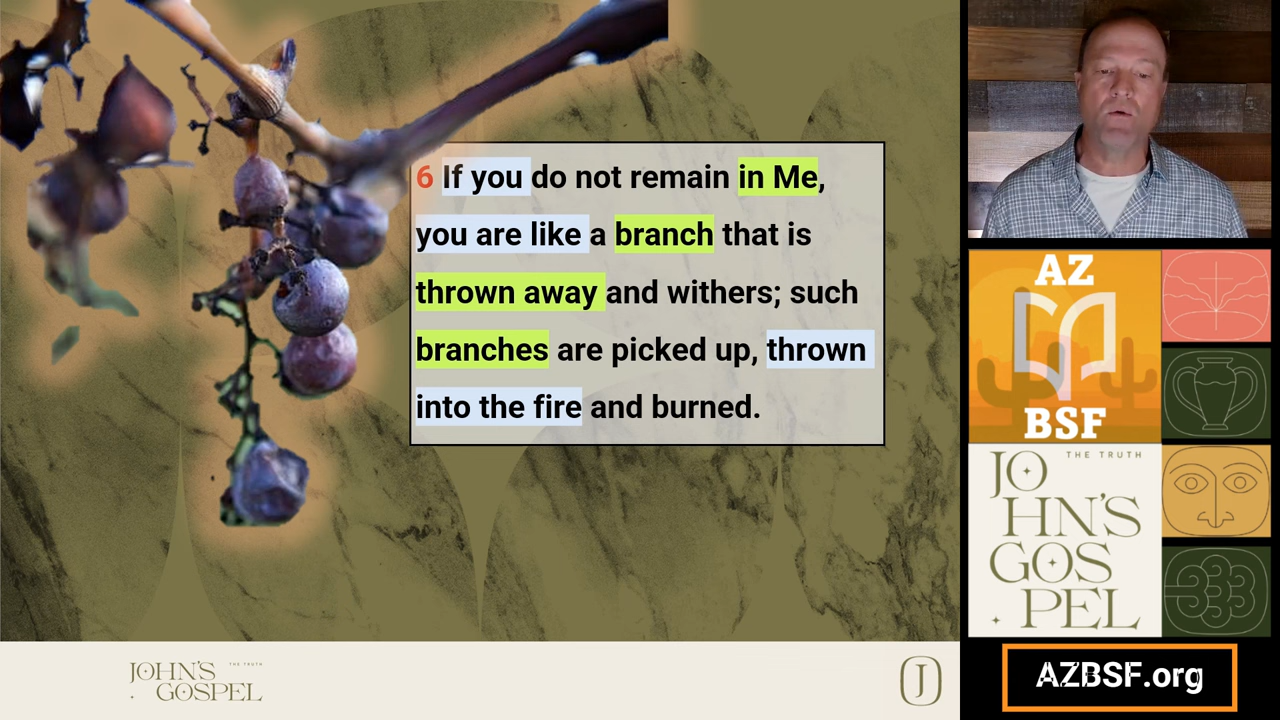 6 If you do not remain in Me,
you are like a branch that is
thrown away and withers; such
branches are picked up, thrown
into the fire and burned.
JOHN'S THE TRUTH
GOSPEL
J
AZ
BSF
THE TRUTH
JO
HN'S
GOS
PEL
AZBSF.org